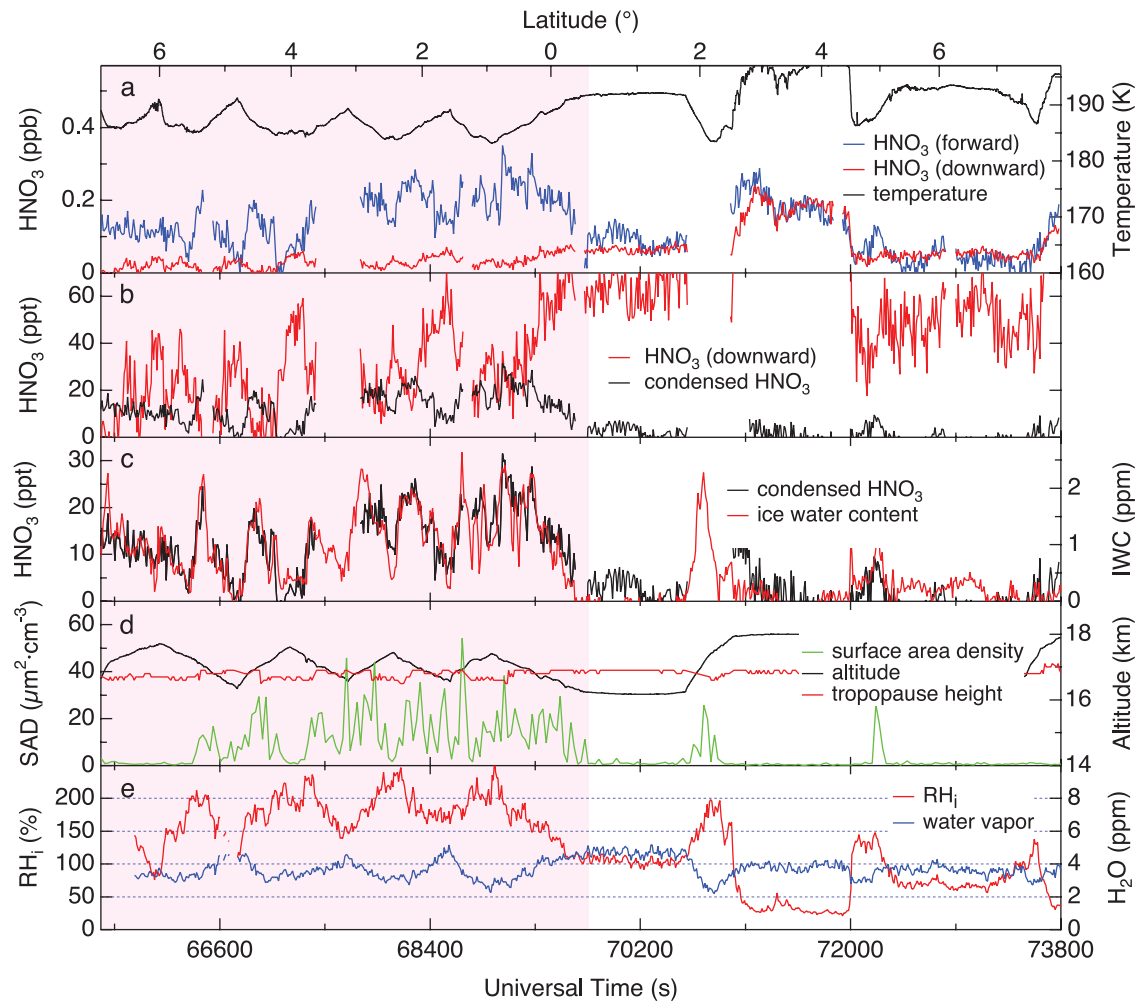 Latitude (°)
6 4 2 0 2 4 6
a
HNO3 (ppb)
0.4
0.2
0
HNO3 (forward)
HNO3 (downward)
temperature
190
180
170
160
Temperature (K)
b
HNO3 (ppt)
60
40
20
0
HNO3 (downward)
condensed HNO3
c
HNO3 (ppt)
30
20
10
0
condensed HNO3
ice water content
2
1
0
IWC (ppm)
d
SAD (μm²·cm⁻³)
60
40
20
0
surface area density
altitude
tropopause height
18
16
14
Altitude (km)
e
RHi (%)
200
150
100
50
0
RHi
water vapor
8
6
4
2
0
H2O (ppm)
66600 68400 70200 72000 73800
Universal Time (s)